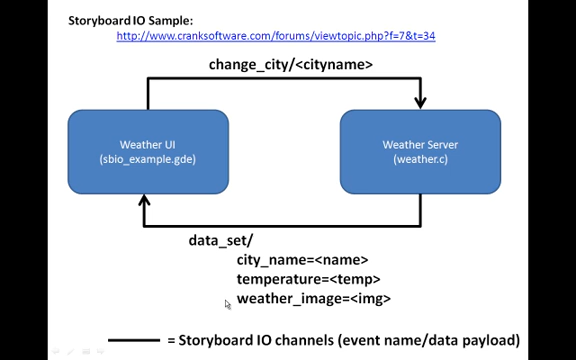 Storyboard IO Sample:
http://www.cranksoftware.com/forums/viewtopic.php?f=7&t=34
change_city/<cityname>
Weather UI
(sbio_example.gde)
Weather Server
(weather.c)
data_set/
city_name=<name>
temperature=<temp>
weather_image=<img>
= Storyboard IO channels (event name/data payload)